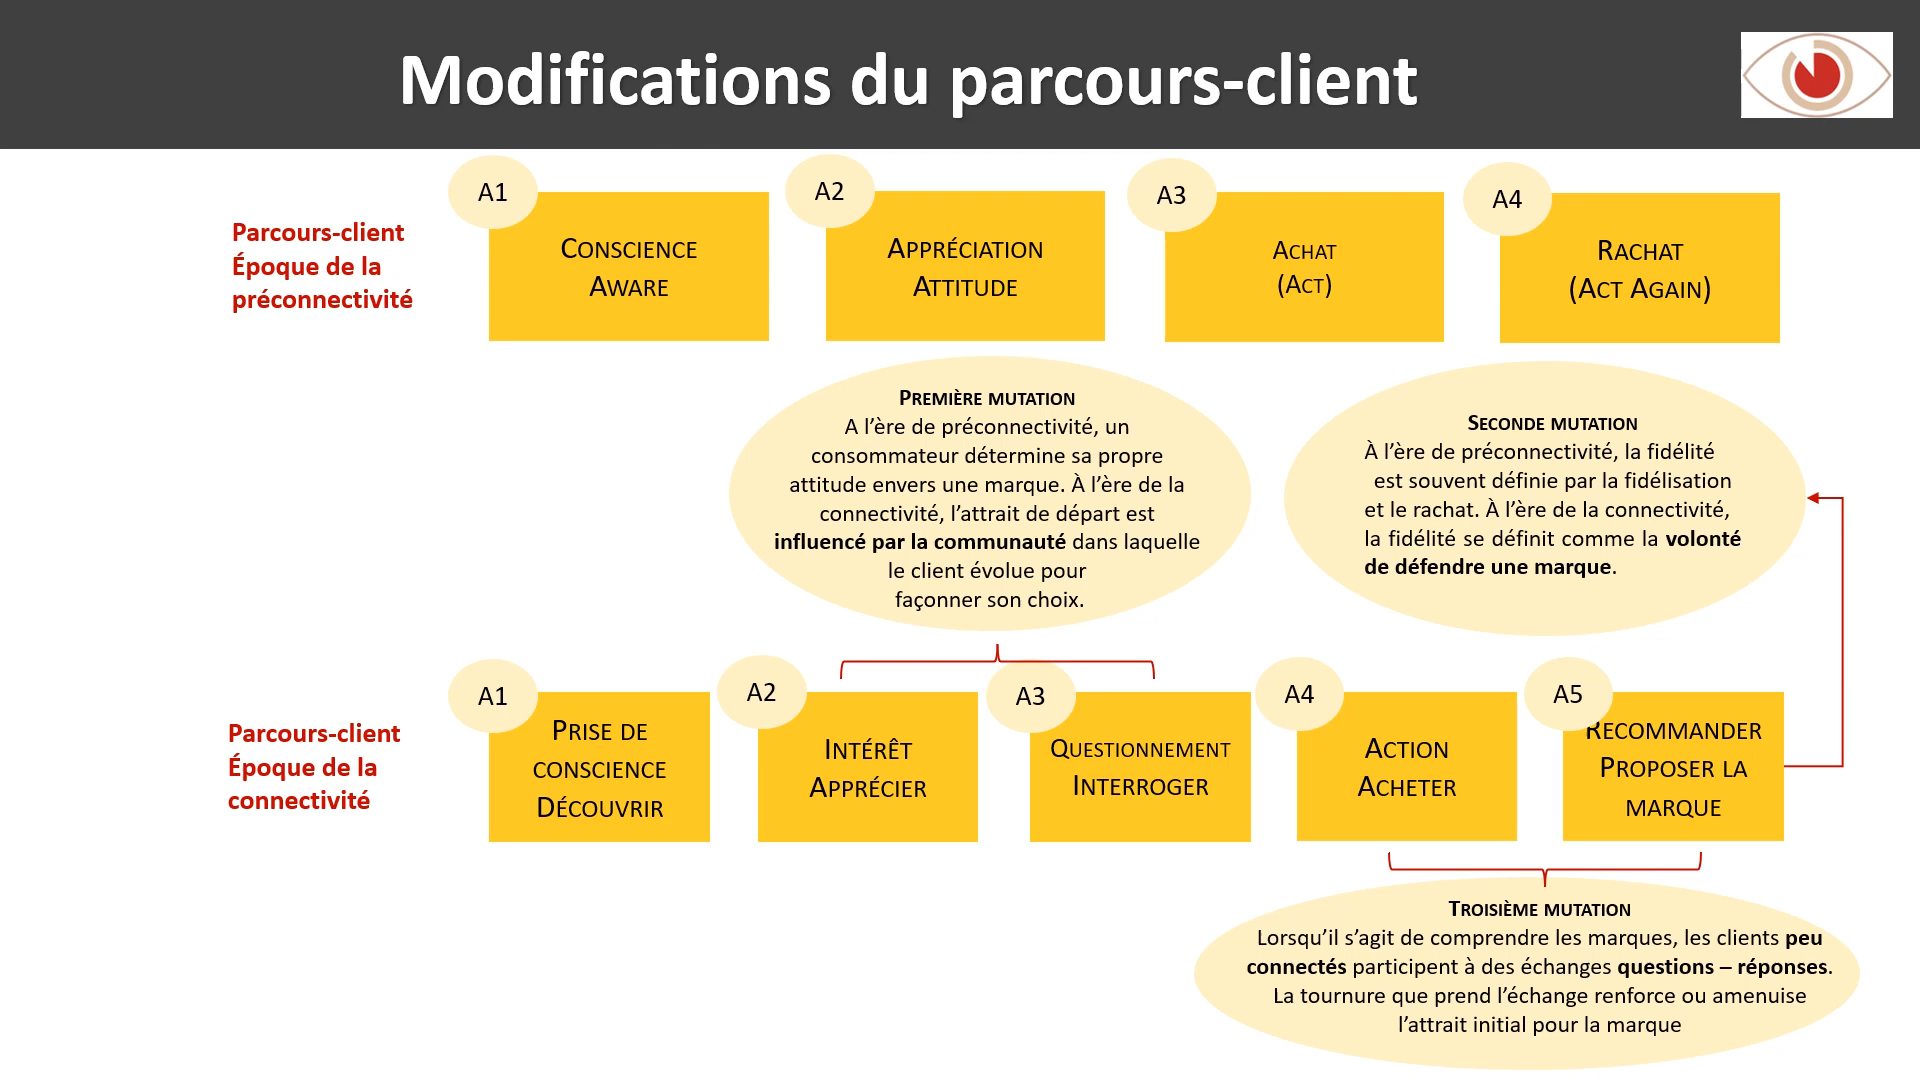 Modifications du parcours-client
Parcours-client
Époque de la
préconnectivité
A1
CONSCIENCE
AWARE
A2
APPRÉCIATION
ATTITUDE
A3
ACHAT
(ACT)
A4
RACHAT
(ACT AGAIN)
PREMIÈRE MUTATION
A l’ère de préconnectivité, un
consommateur détermine sa propre
attitude envers une marque. À l’ère de la
connectivité, l’attrait de départ est
influencé par la communauté dans laquelle
le client évolue pour
façonner son choix.
SECONDE MUTATION
À l’ère de préconnectivité, la fidélité
est souvent définie par la fidélisation
et le rachat. À l’ère de la connectivité,
la fidélité se définit comme la volonté
de défendre une marque.
Parcours-client
Époque de la
connectivité
A1
PRISE DE
CONSCIENCE
DÉCOUVRIR
A2
INTÉRÊT
APPRÉCIER
A3
QUESTIONNEMENT
INTERROGER
A4
ACTION
ACHETER
A5
RECOMMANDER
PROPOSER LA
MARQUE
TROISIÈME MUTATION
Lorsqu’il s’agit de comprendre les marques, les clients peu
connectés participent à des échanges questions – réponses.
La tournure que prend l’échange renforce ou amenuise
l’attrait initial pour la marque